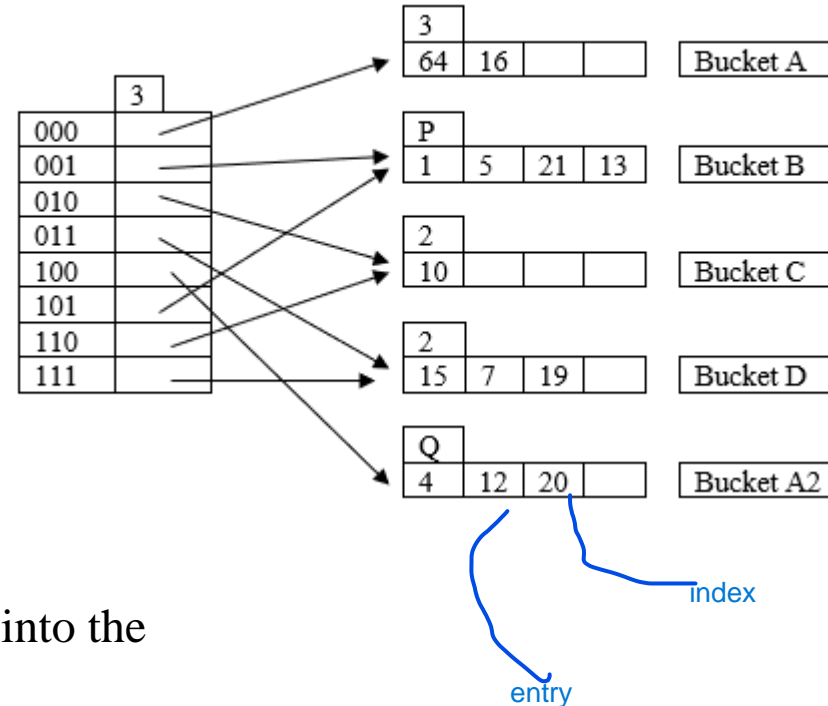 3
64 16 Bucket A
3
000
001
010
011
100
101
110
111
P
1 5 21 13 Bucket B
2
10 Bucket C
2
15 7 19 Bucket D
Q
4 12 20 Bucket A2
index
into the
entry